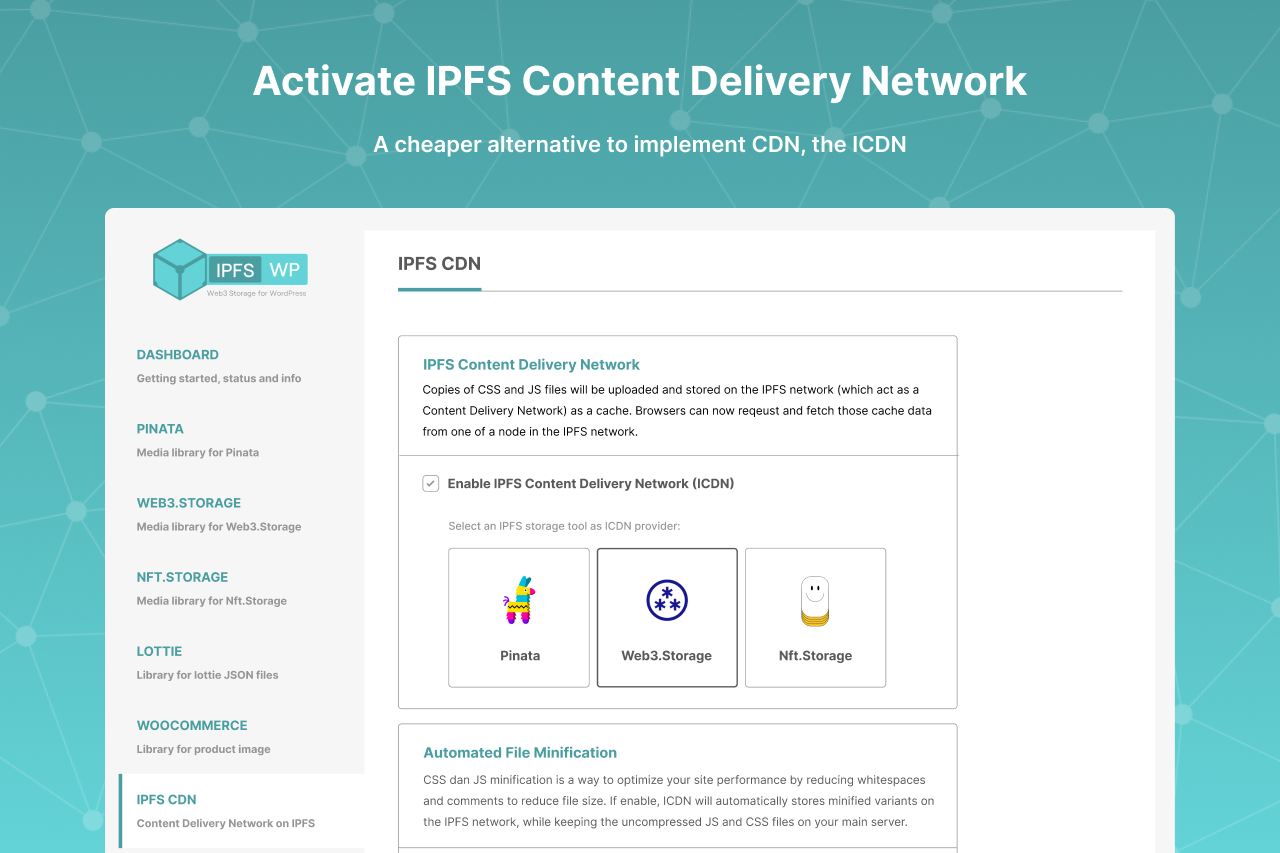 Activate IPFS Content Delivery Network
A cheaper alternative to implement CDN, the ICDN
IPFS WP
Web3 Storage for WordPress
DASHBOARD
Getting started, status and info
PINATA
Media library for Pinata
WEB3.STORAGE
Media library for Web3.Storage
NFT.STORAGE
Media library for Nft.Storage
LOTTIE
Library for lottie JSON files
WOOCOMMERCE
Library for product image
IPFS CDN
Content Delivery Network on IPFS
IPFS CDN
IPFS Content Delivery Network
Copies of CSS and JS files will be uploaded and stored on the IPFS network (which act as a
Content Delivery Network) as a cache. Browsers can now reqeust and fetch those cache data
from one of a node in the IPFS network.
Enable IPFS Content Delivery Network (ICDN)
Select an IPFS storage tool as ICDN provider:
Pinata
Web3.Storage
Nft.Storage
Automated File Minification
CSS dan JS minification is a way to optimize your site performance by reducing whitespaces
and comments to reduce file size. If enable, ICDN will automatically stores minified variants on
the IPFS network, while keeping the uncompressed JS and CSS files on your main server.